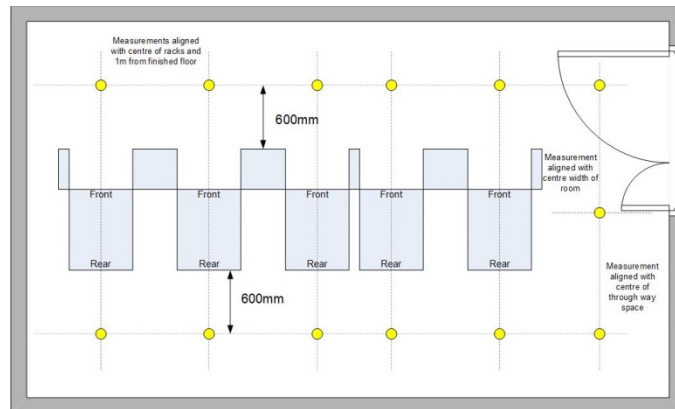 Measurements aligned
with centre of racks and
1m from finished floor
600mm
Measurement
aligned with
centre width of
room
Front Front Front Front Front
Rear Rear Rear Rear Rear
600mm
Measurement
aligned with
centre of
through way
space